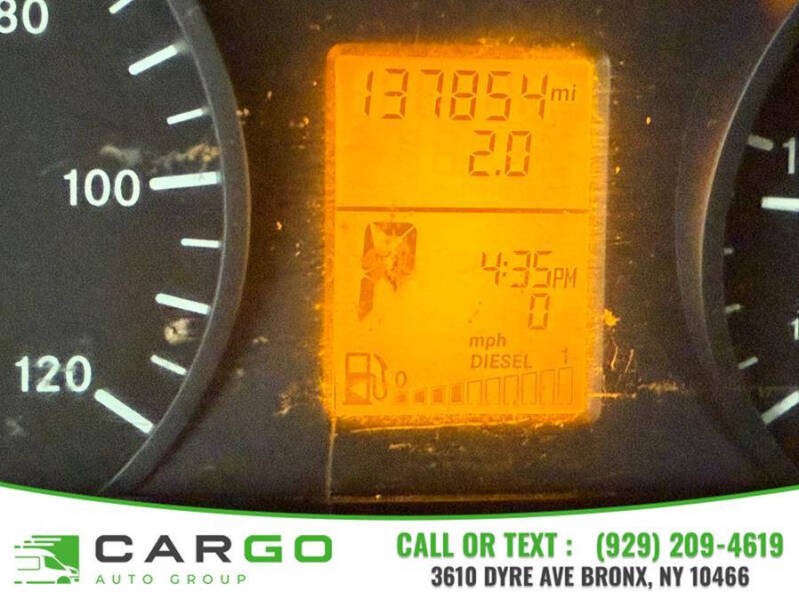 80
100
120
137854 mi
2.0
P
4:35 PM
0
mph
DIESEL
0 1
CARGO
AUTO GROUP
CALL OR TEXT : (929) 209-4619
3610 DYRE AVE BRONX, NY 10466